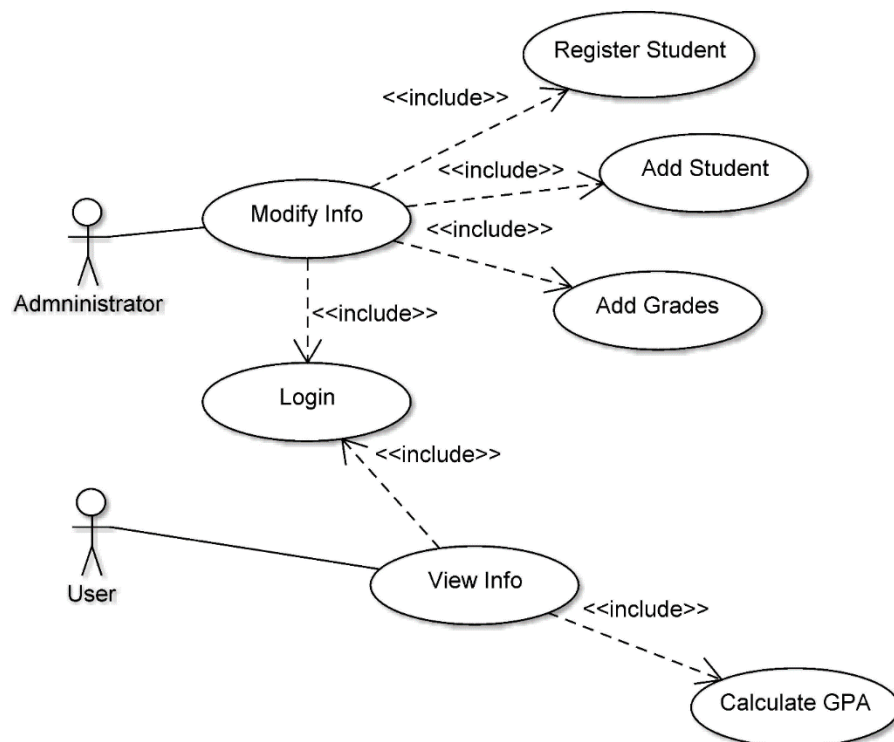 Register Student
<<include>>
<<include>>
Add Student
Modify Info
<<include>>
Admninistrator
Add Grades
<<include>>
Login
<<include>>
User
View Info
<<include>>
Calculate GPA